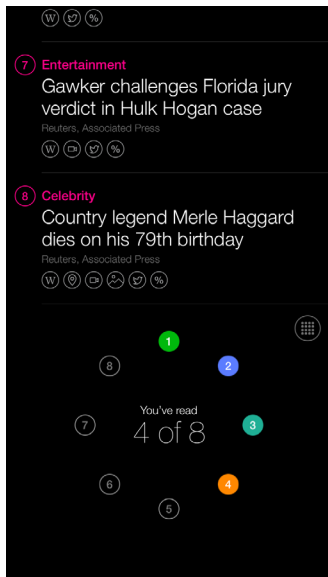 W %
7 Entertainment
Gawker challenges Florida jury
verdict in Hulk Hogan case
Reuters, Associated Press
W %
8 Celebrity
Country legend Merle Haggard
dies on his 79th birthday
Reuters, Associated Press
W %
1
8 2
You've read
7 4 of 8 3
6 4
5